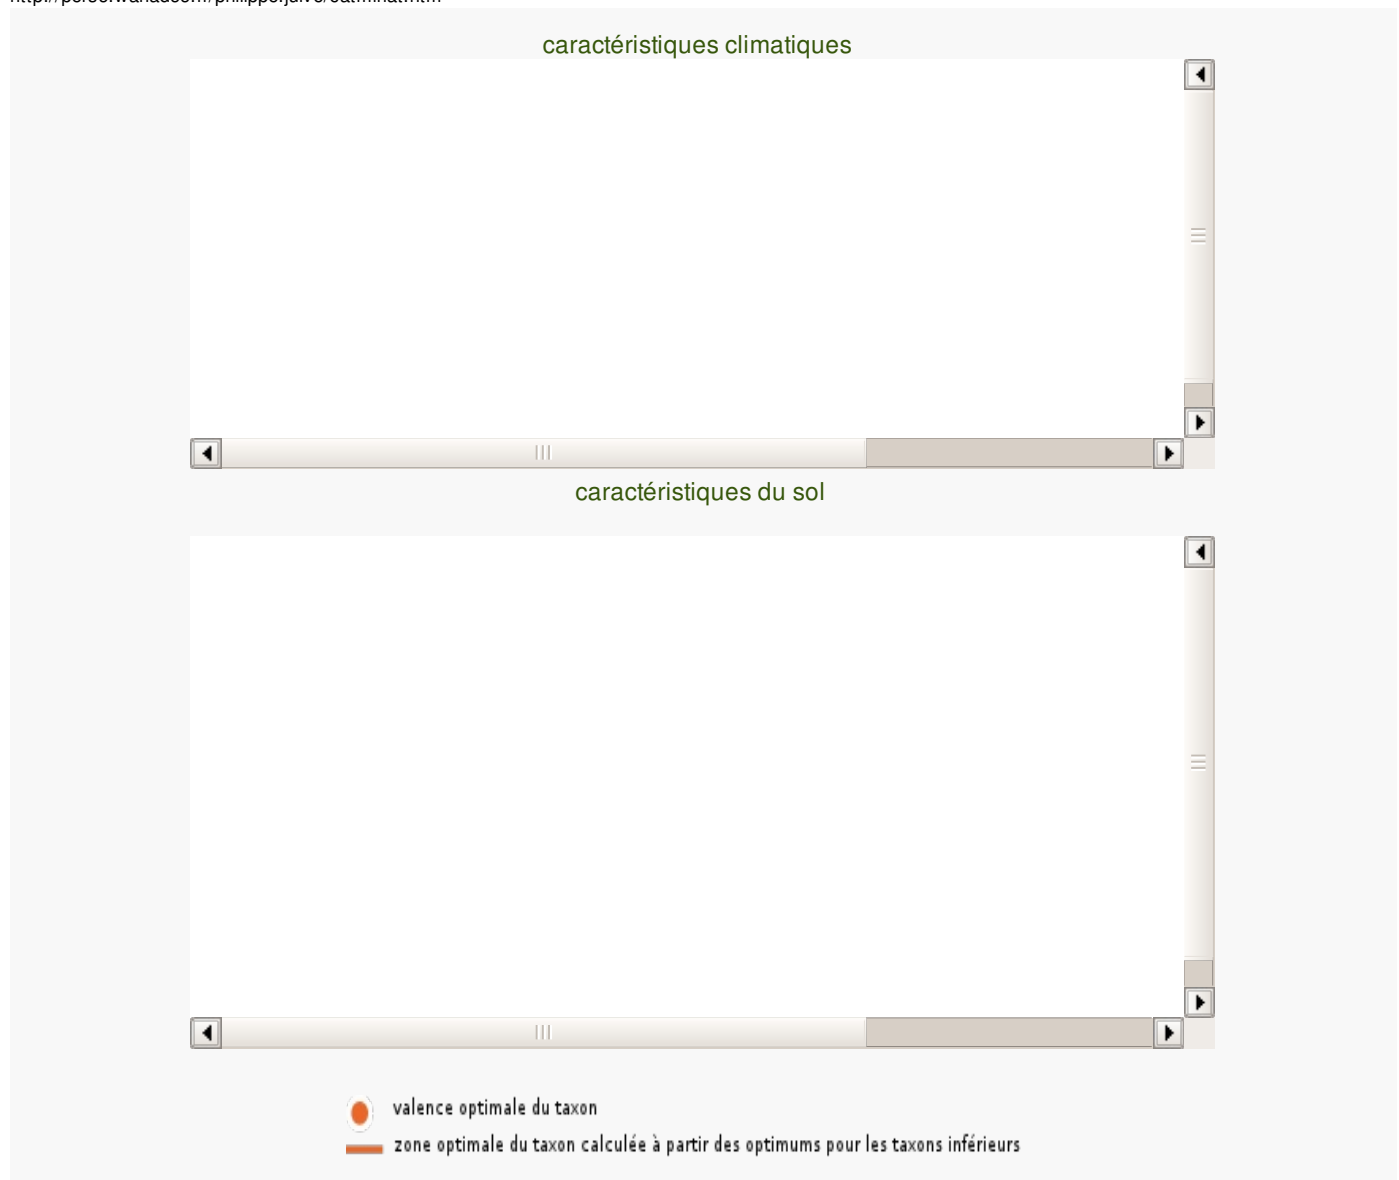 caractéristiques climatiques
caractéristiques du sol
valence optimale du taxon
zone optimale du taxon calculée à partir des optimums pour les taxons inférieurs